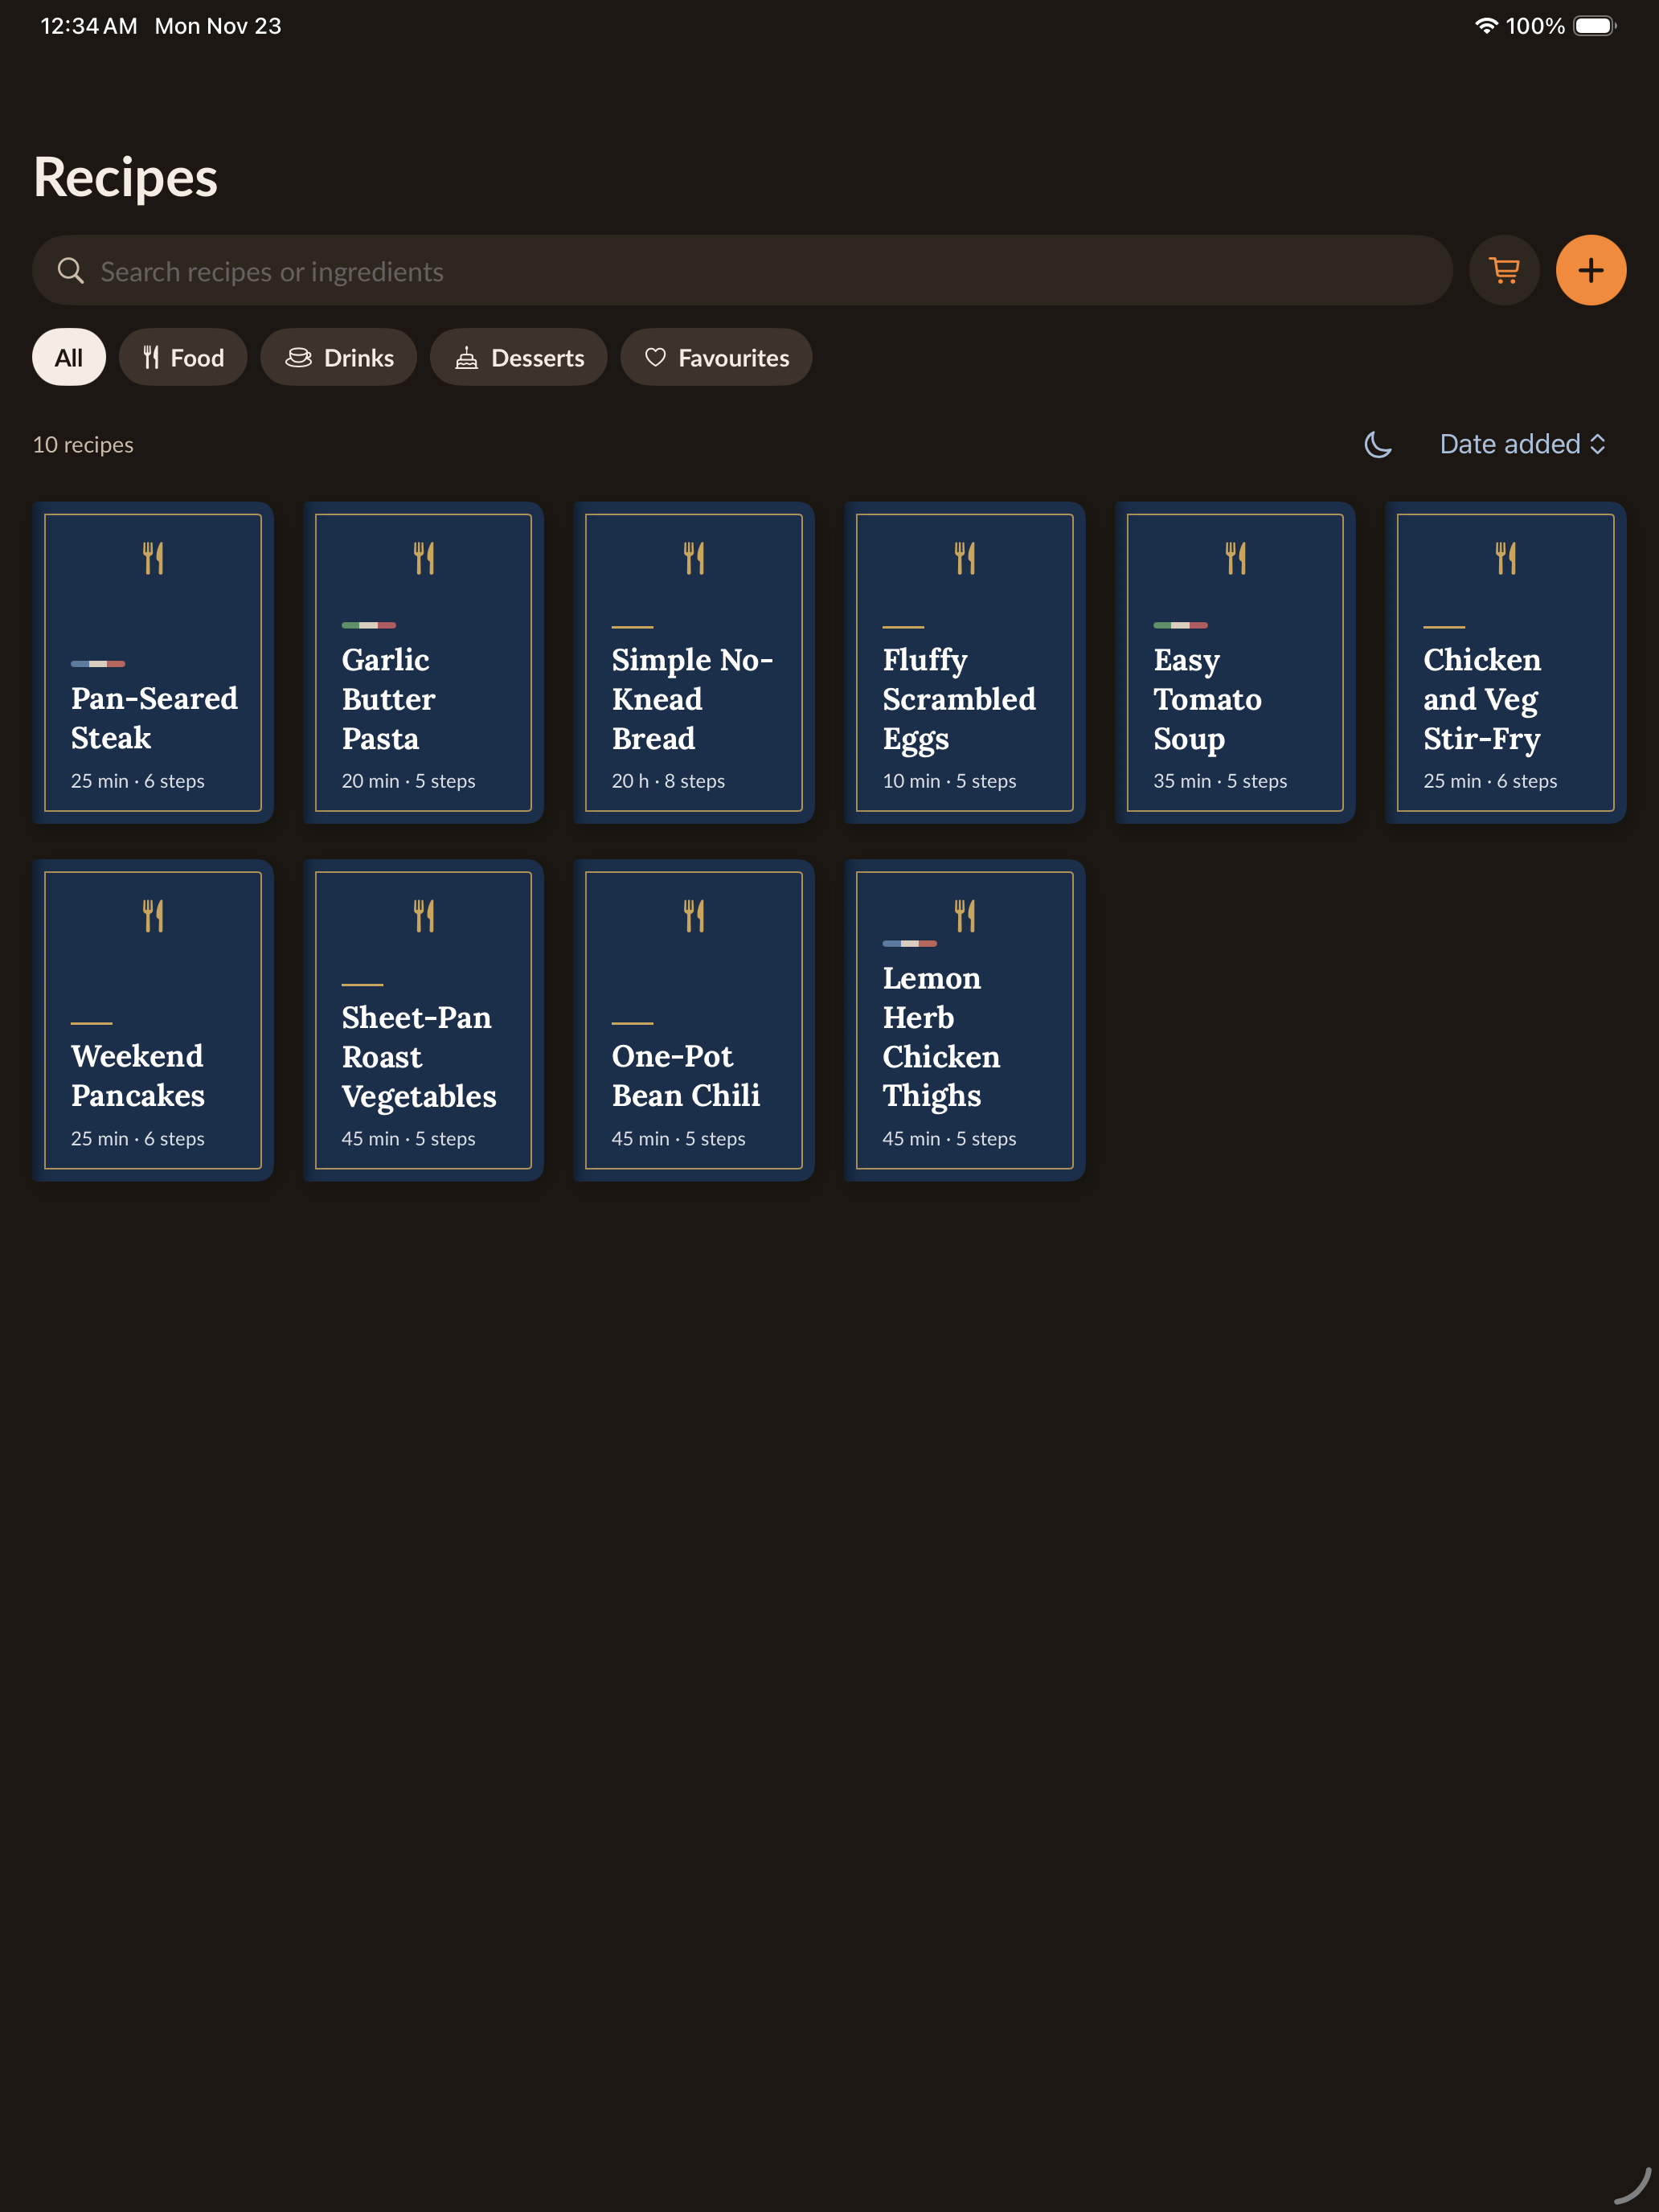 12:34 AM Mon Nov 23
100%
Recipes
Search recipes or ingredients
All
Food
Drinks
Desserts
Favourites
10 recipes
Date added
Pan-Seared
Steak
25 min · 6 steps
Garlic
Butter
Pasta
20 min · 5 steps
Simple No-
Knead
Bread
20 h · 8 steps
Fluffy
Scrambled
Eggs
10 min · 5 steps
Easy
Tomato
Soup
35 min · 5 steps
Chicken
and Veg
Stir-Fry
25 min · 6 steps
Weekend
Pancakes
25 min · 6 steps
Sheet-Pan
Roast
Vegetables
45 min · 5 steps
One-Pot
Bean Chili
45 min · 5 steps
Lemon
Herb
Chicken
Thighs
45 min · 5 steps